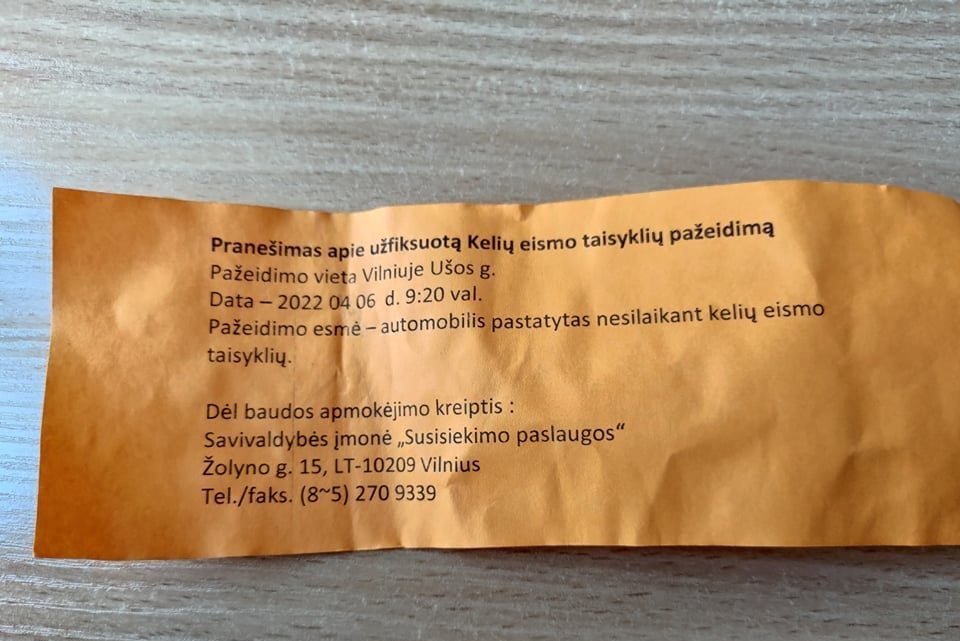 Pranešimas apie užfiksuotą Kelių eismo taisyklių pažeidimą
Pažeidimo vieta Vilniuje Ušos g.
Data – 2022 04 06 d. 9:20 val.
Pažeidimo esmė – automobilis pastatytas nesilaikant kelių eismo
taisyklių.
Dėl baudos apmokėjimo kreiptis :
Savivaldybės įmonė „Susisiekimo paslaugos“
Žolyno g. 15, LT-10209 Vilnius
Tel./faks. (8~5) 270 9339